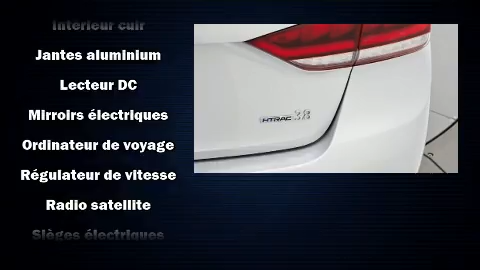 Intérieur cuir
Jantes aluminium
Lecteur DC
Mirroirs électriques
Ordinateur de voyage
Régulateur de vitesse
Radio satellite
Sièges électriques
HTRAC 3.8